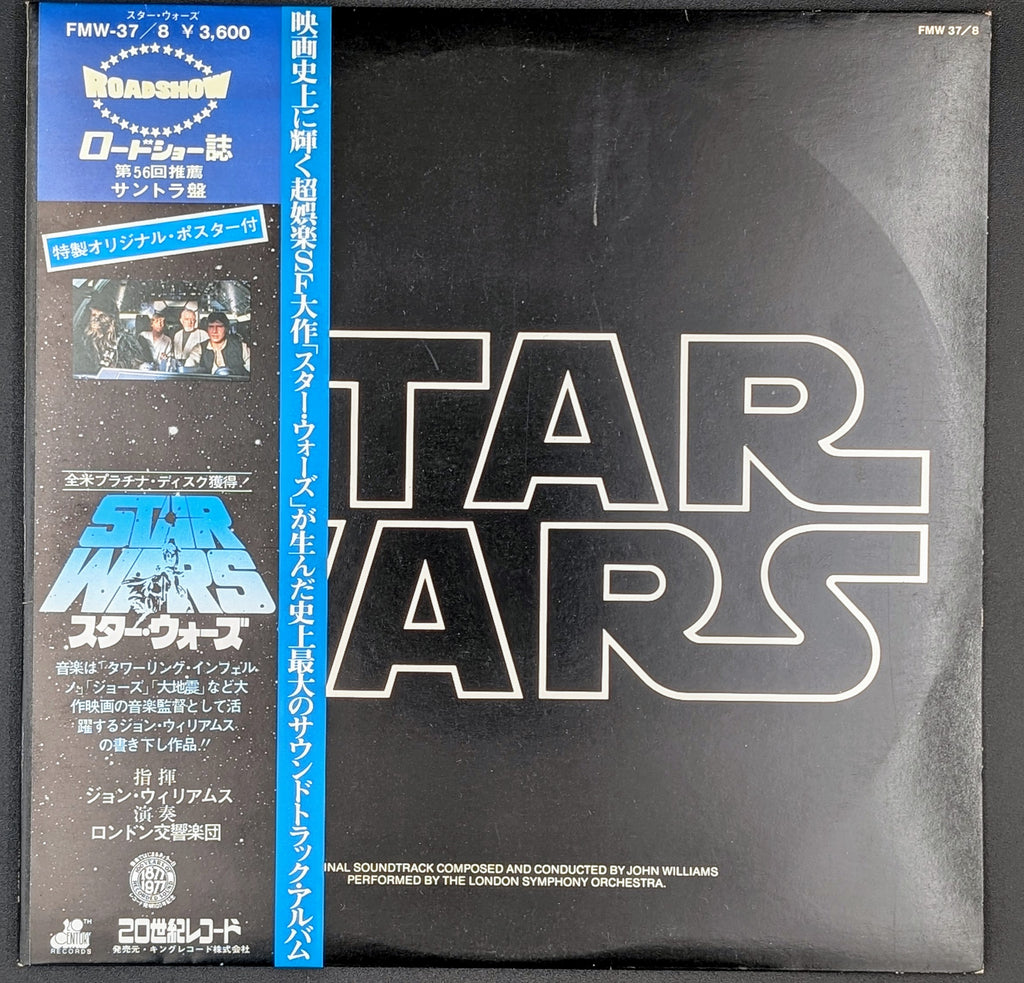 スター・ウォーズ
FMW-37／8 ￥3,600
ROADSHOW
ロードショー誌
第56回推薦
サントラ盤
特製オリジナル・ポスター付
全米プラチナ・ディスク獲得！
STAR
WARS
スター・ウォーズ
音楽は「タワーリング・インフェル
ノ」「ジョーズ」「大地震」など大
作映画の音楽監督として活
躍するジョン・ウィリアムス
の書き下し作品!!
指揮
ジョン・ウィリアムス
演奏
ロンドン交響楽団
1877
1977
20TH
CENTURY
RECORDS
20世紀レコード
発売元・キングレコード株式会社
映画史上に輝く超娯楽SF大作「スター・ウォーズ」が生んだ史上最大のサウンドトラック・アルバム
FMW 37/8
TAR
WARS
INAL SOUNDTRACK COMPOSED AND CONDUCTED BY JOHN WILLIAMS
PERFORMED BY THE LONDON SYMPHONY ORCHESTRA.